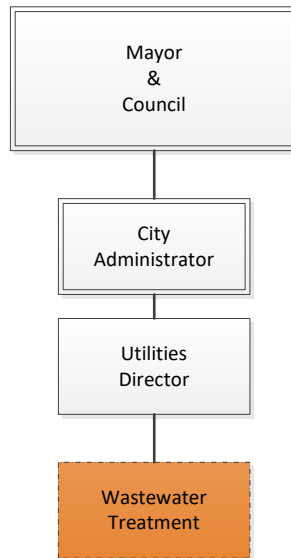 Mayor
&
Council
City
Administrator
Utilities
Director
Wastewater
Treatment